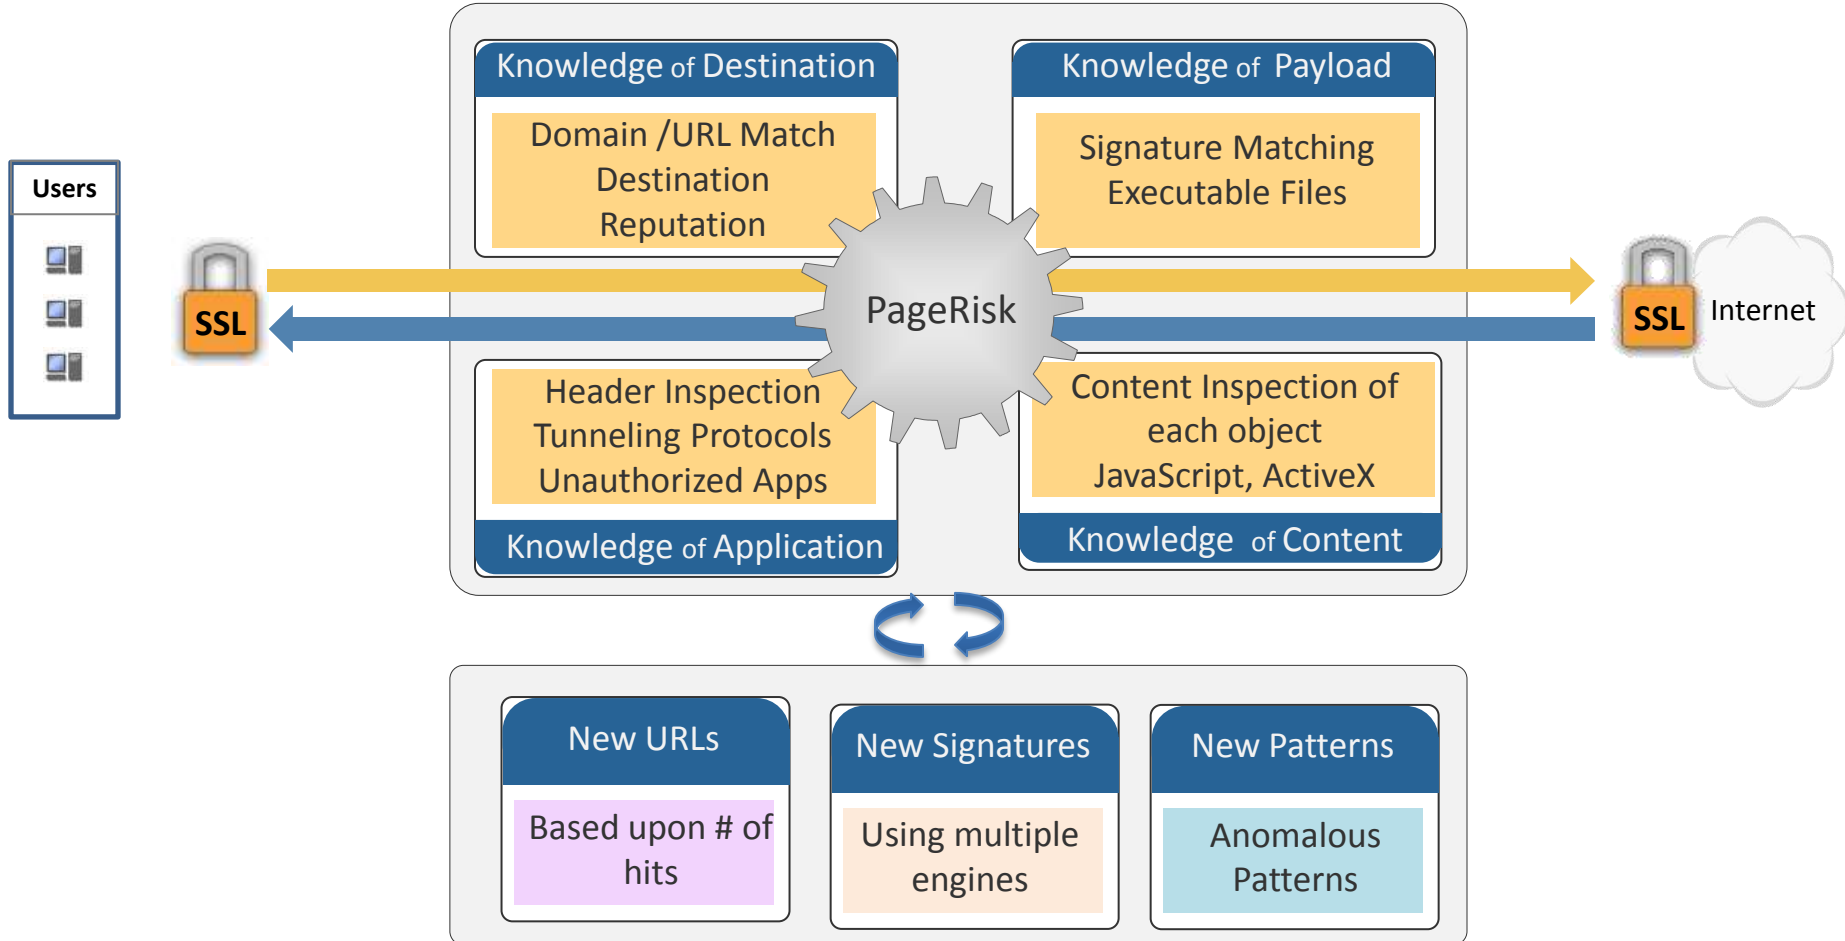 Knowledge of Destination
Domain /URL Match
Destination
Reputation
Knowledge of  Payload
Signature Matching
Executable Files
Users
SSL
PageRisk
SSL
Internet
Header Inspection
Tunneling Protocols
Unauthorized Apps
Knowledge of Application
Content Inspection of
each object
JavaScript, ActiveX
Knowledge  of Content
New URLs
Based upon # of
hits
New Signatures
Using multiple
engines
New Patterns
Anomalous
Patterns